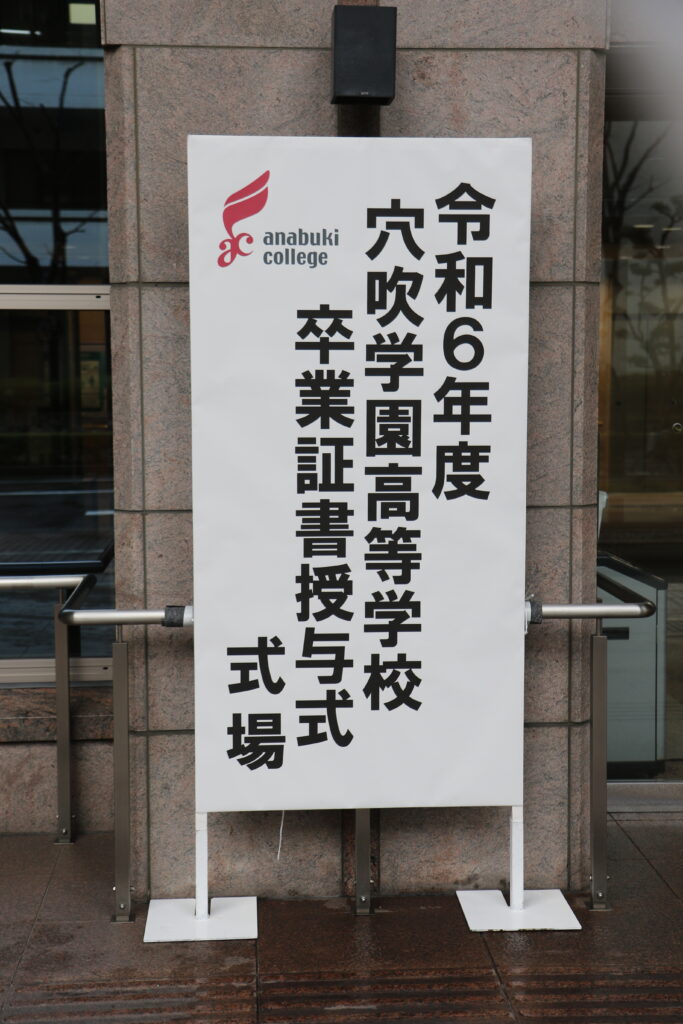 令和6年度
穴吹学園高等学校
卒業証書授与式
式場
ac
anabuki
college